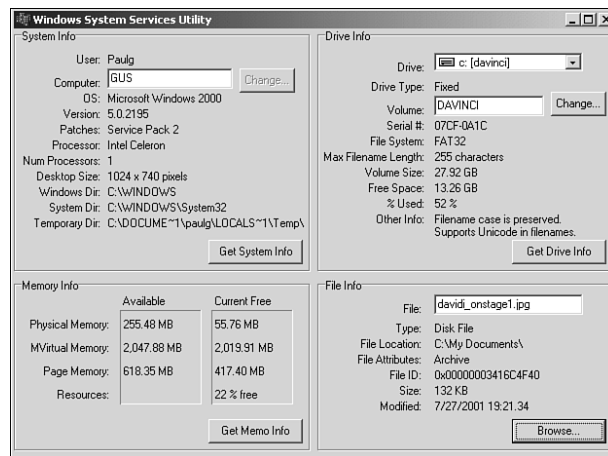 Windows System Services Utility
System Info
User: Paulg
Computer: GUS
Change...
OS: Microsoft Windows 2000
Version: 5.0.2195
Patches: Service Pack 2
Processor: Intel Celeron
Num Processors: 1
Desktop Size: 1024 x 740 pixels
Windows Dir: C:\WINDOWS
System Dir: C:\WINDOWS\System32
Temporary Dir: C:\DOCUME~1\paulg\LOCALS~1\Temp\
Get System Info
Drive Info
Drive: c: [davinci]
Drive Type: Fixed
Volume: DAVINCI
Change...
Serial #: 07CF-0A1C
File System: FAT32
Max Filename Length: 255 characters
Volume Size: 27.92 GB
Free Space: 13.26 GB
% Used: 52 %
Other Info: Filename case is preserved.
Supports Unicode in filenames.
Get Drive Info
Memory Info
Available Current Free
Physical Memory: 255.48 MB 55.76 MB
MVirtual Memory: 2,047.88 MB 2,019.91 MB
Page Memory: 618.35 MB 417.40 MB
Resources: 22 % free
Get Memo Info
File Info
File: davidi_onstage1.jpg
Type: Disk File
File Location: C:\My Documents\
File Attributes: Archive
File ID: 0x00000003416C4F40
Size: 132 KB
Modified: 7/27/2001 19:21.34
Browse...